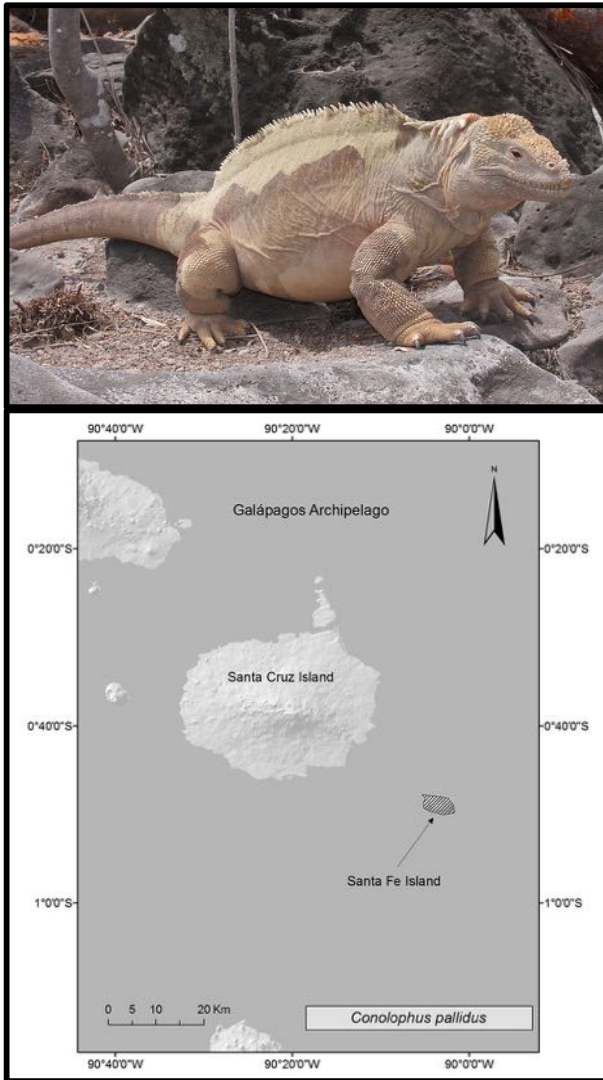 90°40'0"W 90°20'0"W 90°0'0"W
N
Galápagos Archipelago
0°20'0"S 0°20'0"S
Santa Cruz Island
0°40'0"S 0°40'0"S
Santa Fe Island
1°0'0"S 1°0'0"S
0 5 10 20 Km
Conolophus pallidus
90°40'0"W 90°20'0"W 90°0'0"W